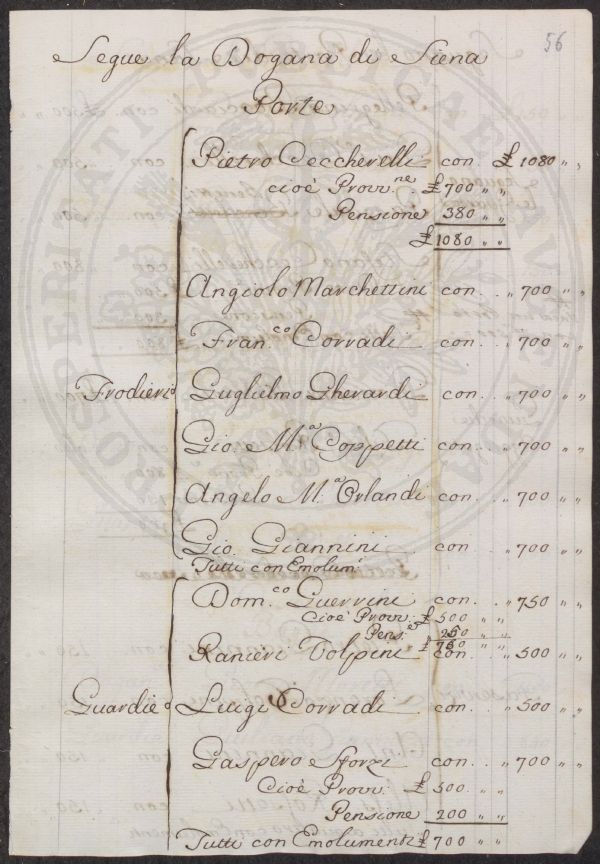 56
Segue la Dogana di Siena
Porte
Pietro Ceccherelli con. £ 1080 " "
cioè Provv.ne £ 700 " "
Pensione 380 " "
£ 1080 " "
Angiolo Marchettini con. . " 700 " "
Fran.co Corradi con. . " 700 " "
Frodieri Guglielmo Gherardi con. . " 700 " "
Gio. M.a Coppetti con. . " 700 " "
Angelo M.a Orlandi con. . " 700 " "
Gio. Giannini con . " 700 " "
Tutti con Emolum.i
Dom.co Guerrini con. . " 750 " "
Cioè Provv. £ 500 " "
Pens.e 250 " "
£ 750 " "
Ranieri Volpini con. . " 500 " "
Guardie Luigi Corradi con. . " 500 " "
Gaspero Sforzi con. . " 700 " "
Cioè Provv. £ 500 " "
Pensione 200 " "
Tutti con Emolumenti £ 700 " "